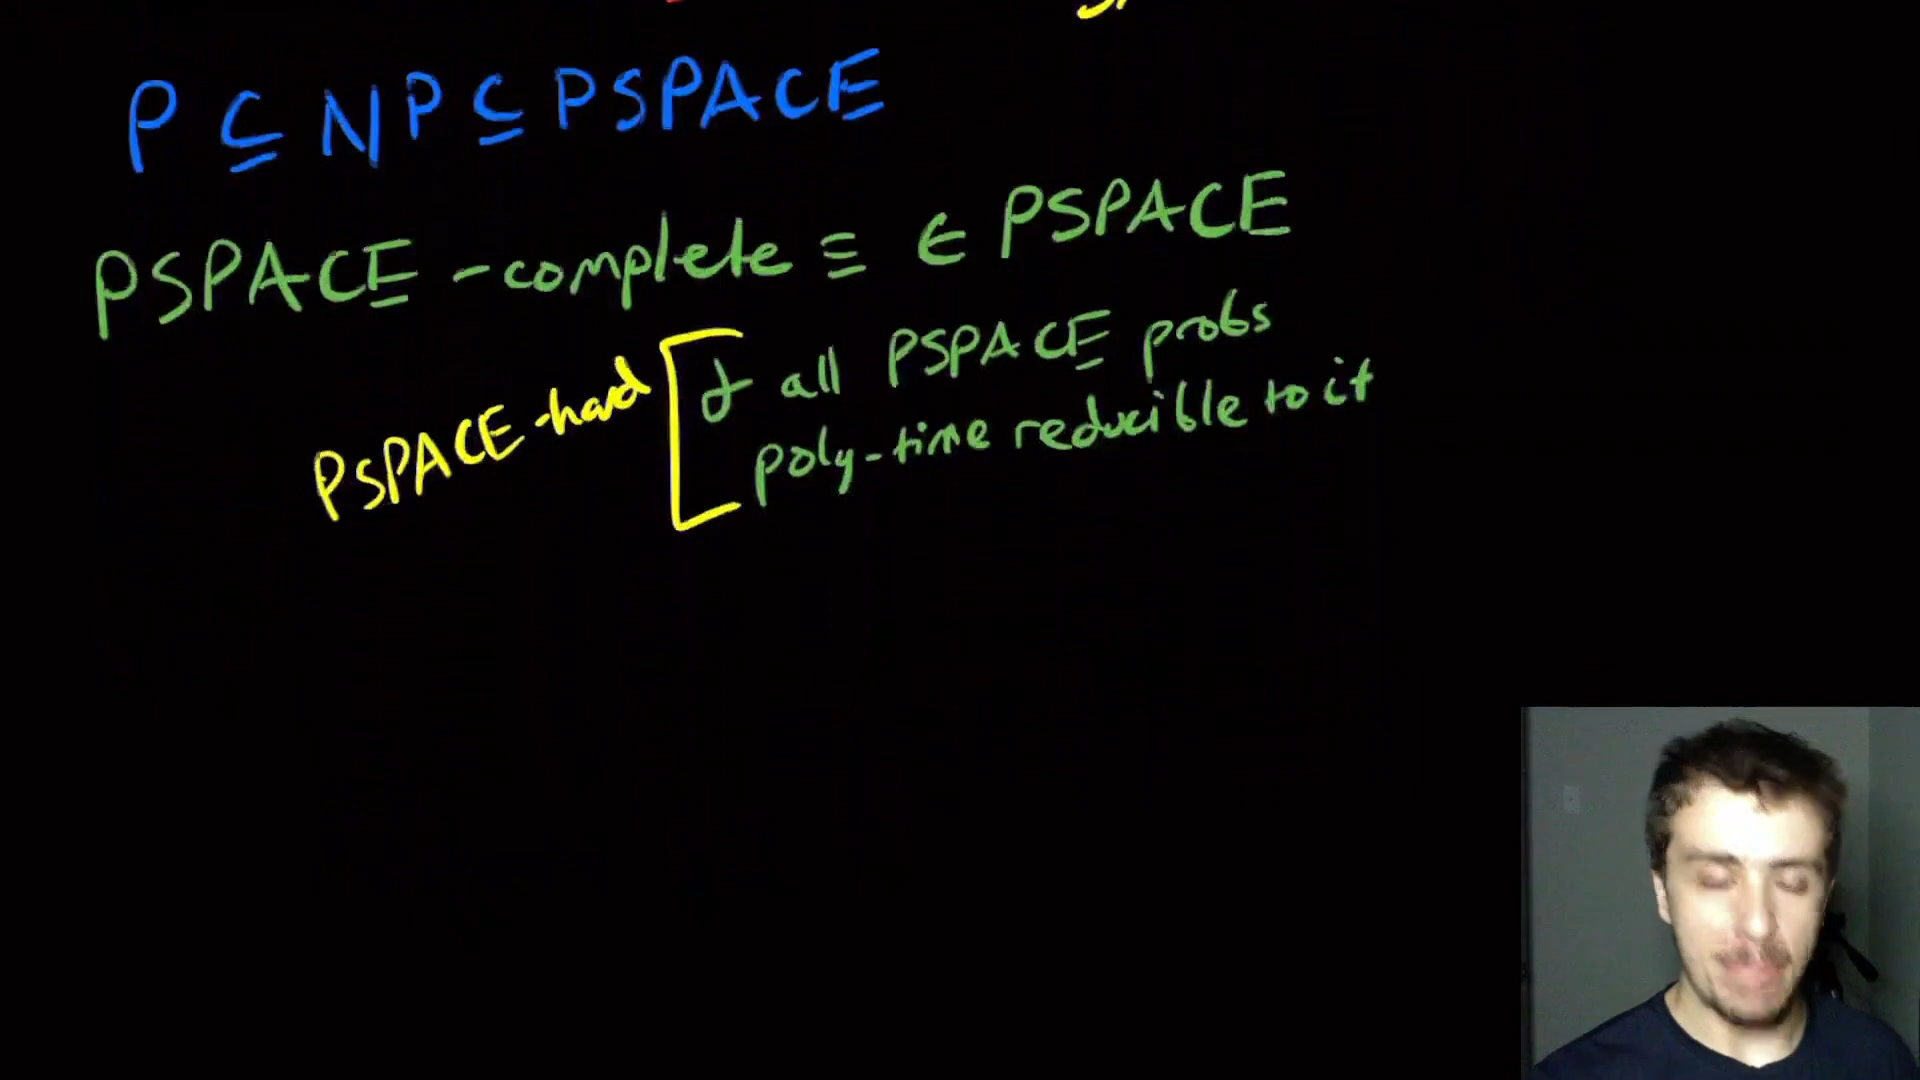 P ⊆ NP ⊆ PSPACE
PSPACE-complete ≡ ∈ PSPACE
& all PSPACE probs
PSPACE-hard
poly-time reducible to it